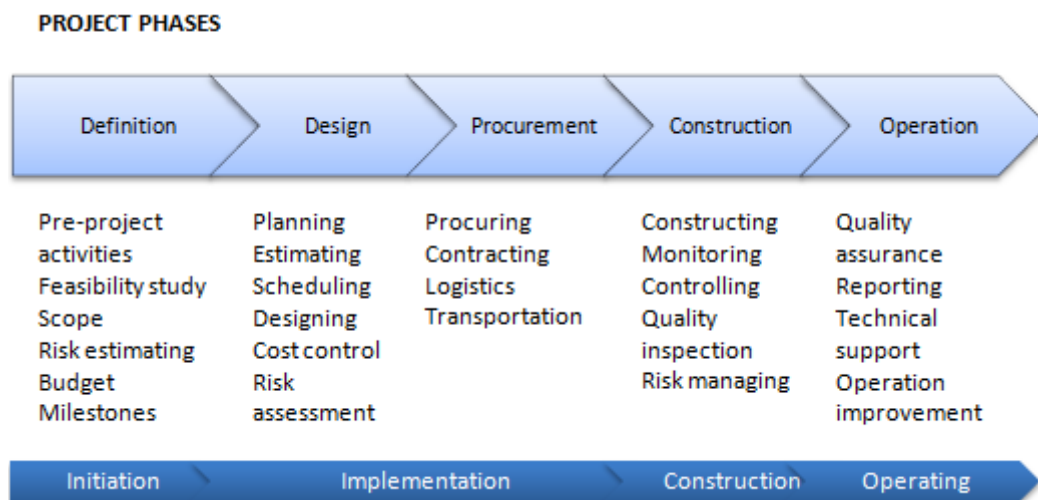 PROJECT PHASES
Definition
Design
Procurement
Construction
Operation
Pre-project
activities
Feasibility study
Scope
Risk estimating
Budget
Milestones
Planning
Estimating
Scheduling
Designing
Cost control
Risk
assessment
Procuring
Contracting
Logistics
Transportation
Constructing
Monitoring
Controlling
Quality
inspection
Risk managing
Quality
assurance
Reporting
Technical
support
Operation
improvement
Initiation
Implementation
Construction
Operating